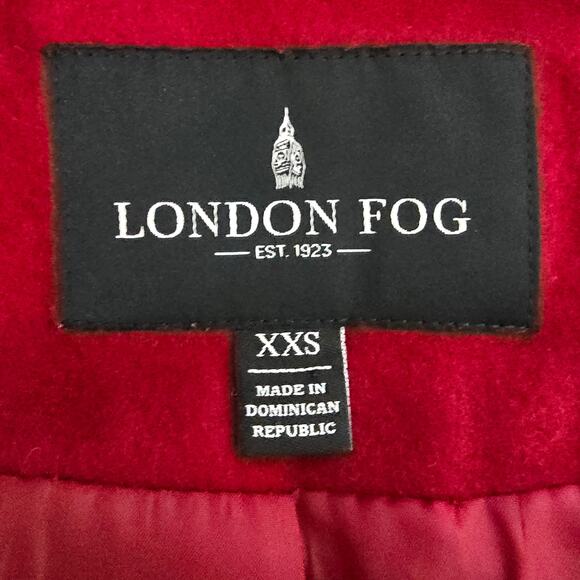 LONDON FOG
EST. 1923
XXS
MADE IN
DOMINICAN
REPUBLIC